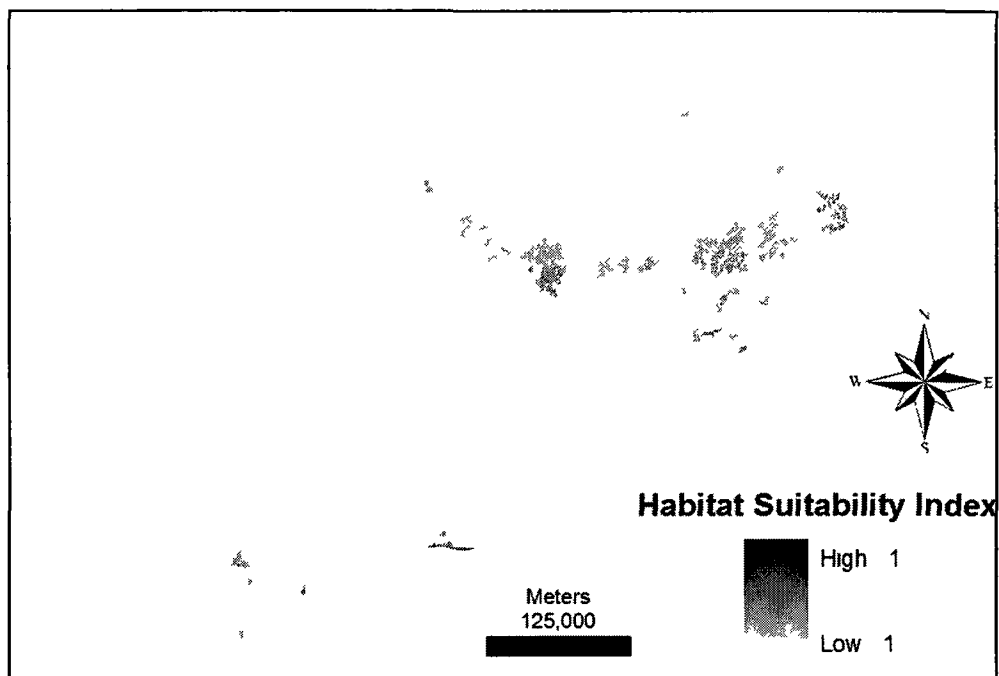 N
W E
S
Habitat Suitability Index
High 1
Low 1
Meters
125,000